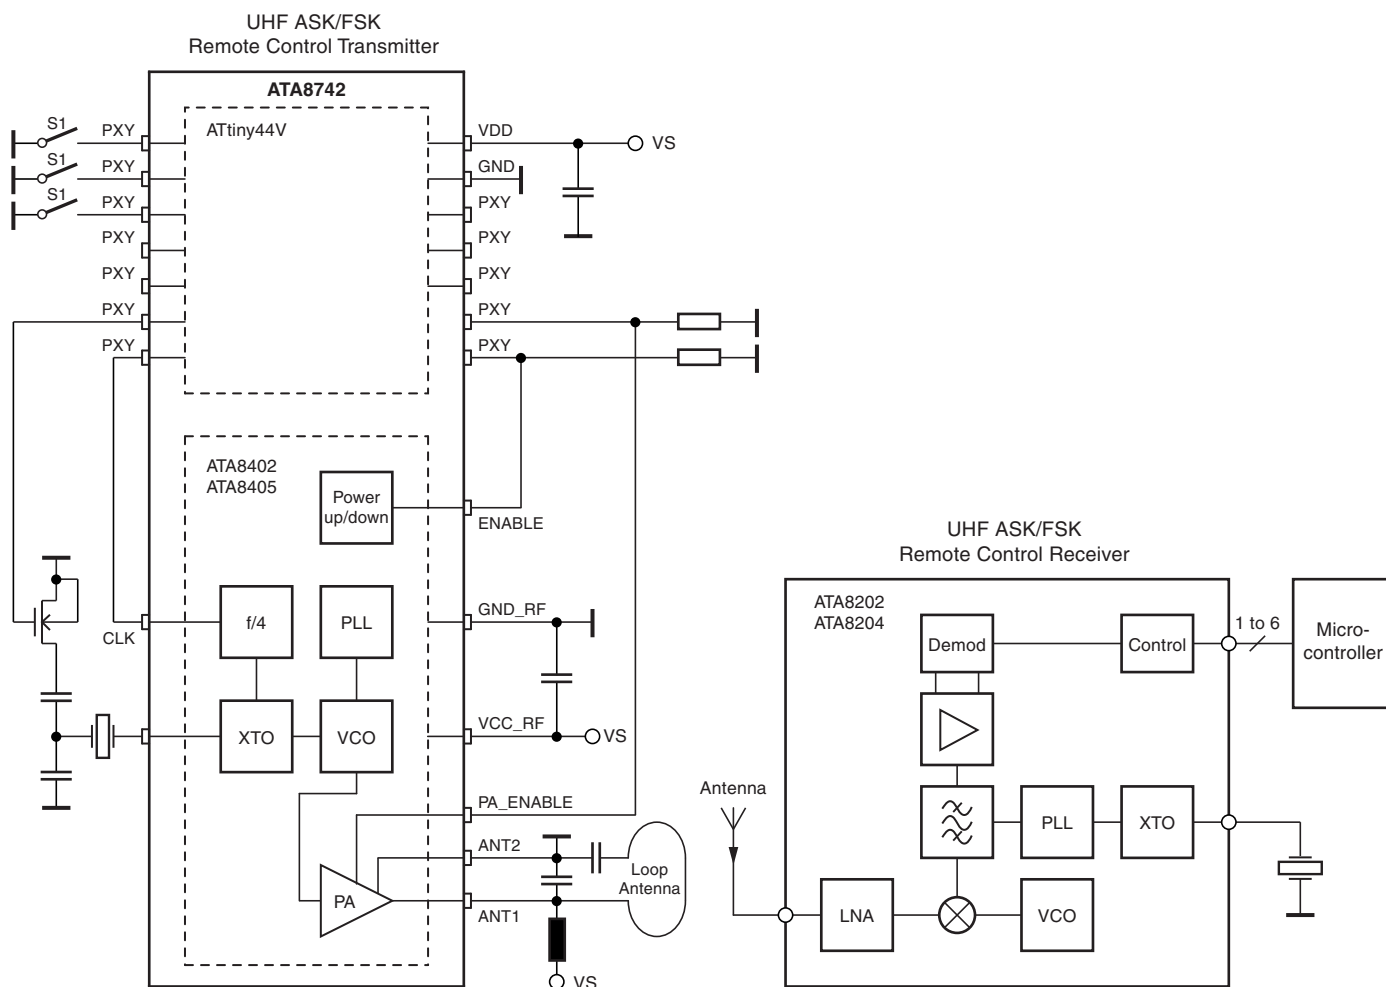 UHF ASK/FSK
Remote Control Transmitter
ATA8742
ATtiny44V
S1
PXY
VDD
VS
S1
PXY
GND
S1
PXY
PXY
PXY
PXY
PXY
PXY
PXY
PXY
PXY
PXY
ATA8402
ATA8405
Power
up/down
ENABLE
f/4
PLL
GND_RF
CLK
XTO
VCO
VCC_RF
VS
PA_ENABLE
ANT2
Loop
Antenna
PA
ANT1
VS
UHF ASK/FSK
Remote Control Receiver
ATA8202
ATA8204
Demod
Control
1 to 6
Micro-
controller
Antenna
PLL
XTO
LNA
VCO